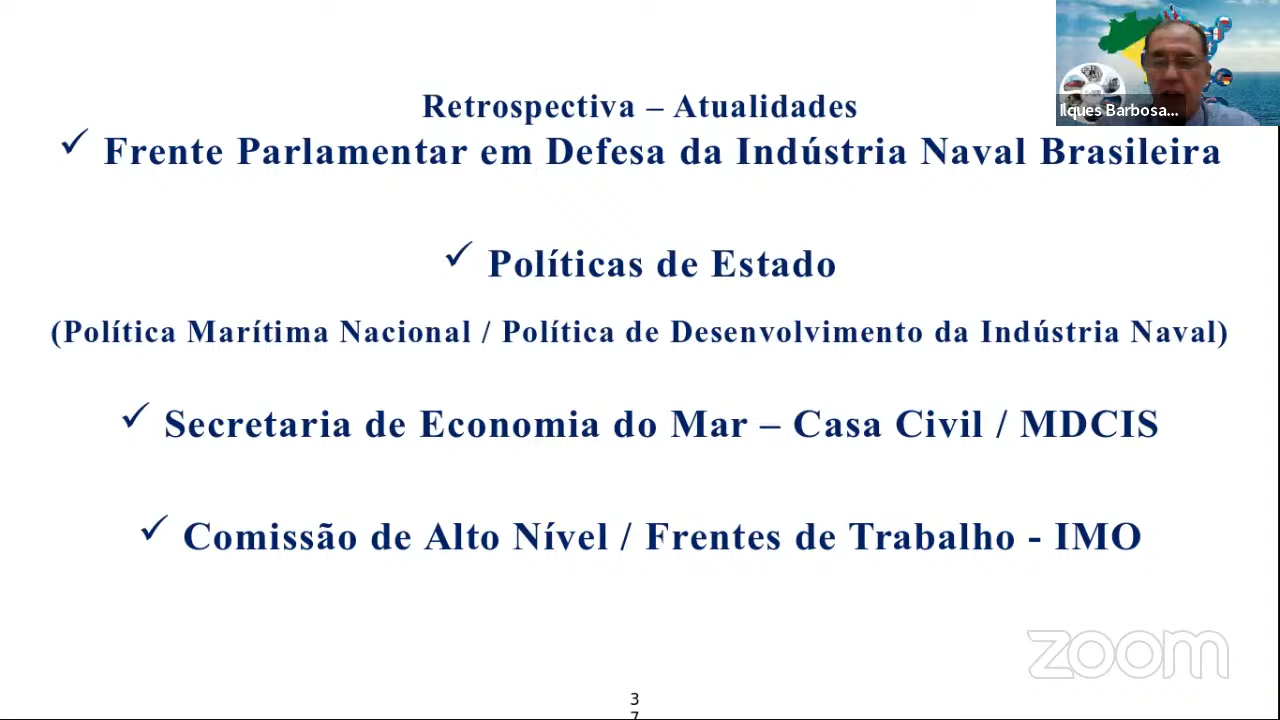 Retrospectiva – Atualidades
✓ Frente Parlamentar em Defesa da Indústria Naval Brasileira
✓ Políticas de Estado
(Política Marítima Nacional / Política de Desenvolvimento da Indústria Naval)
✓ Secretaria de Economia do Mar – Casa Civil / MDCIS
✓ Comissão de Alto Nível / Frentes de Trabalho - IMO
Ilques Barbosa...
zoom
3
7